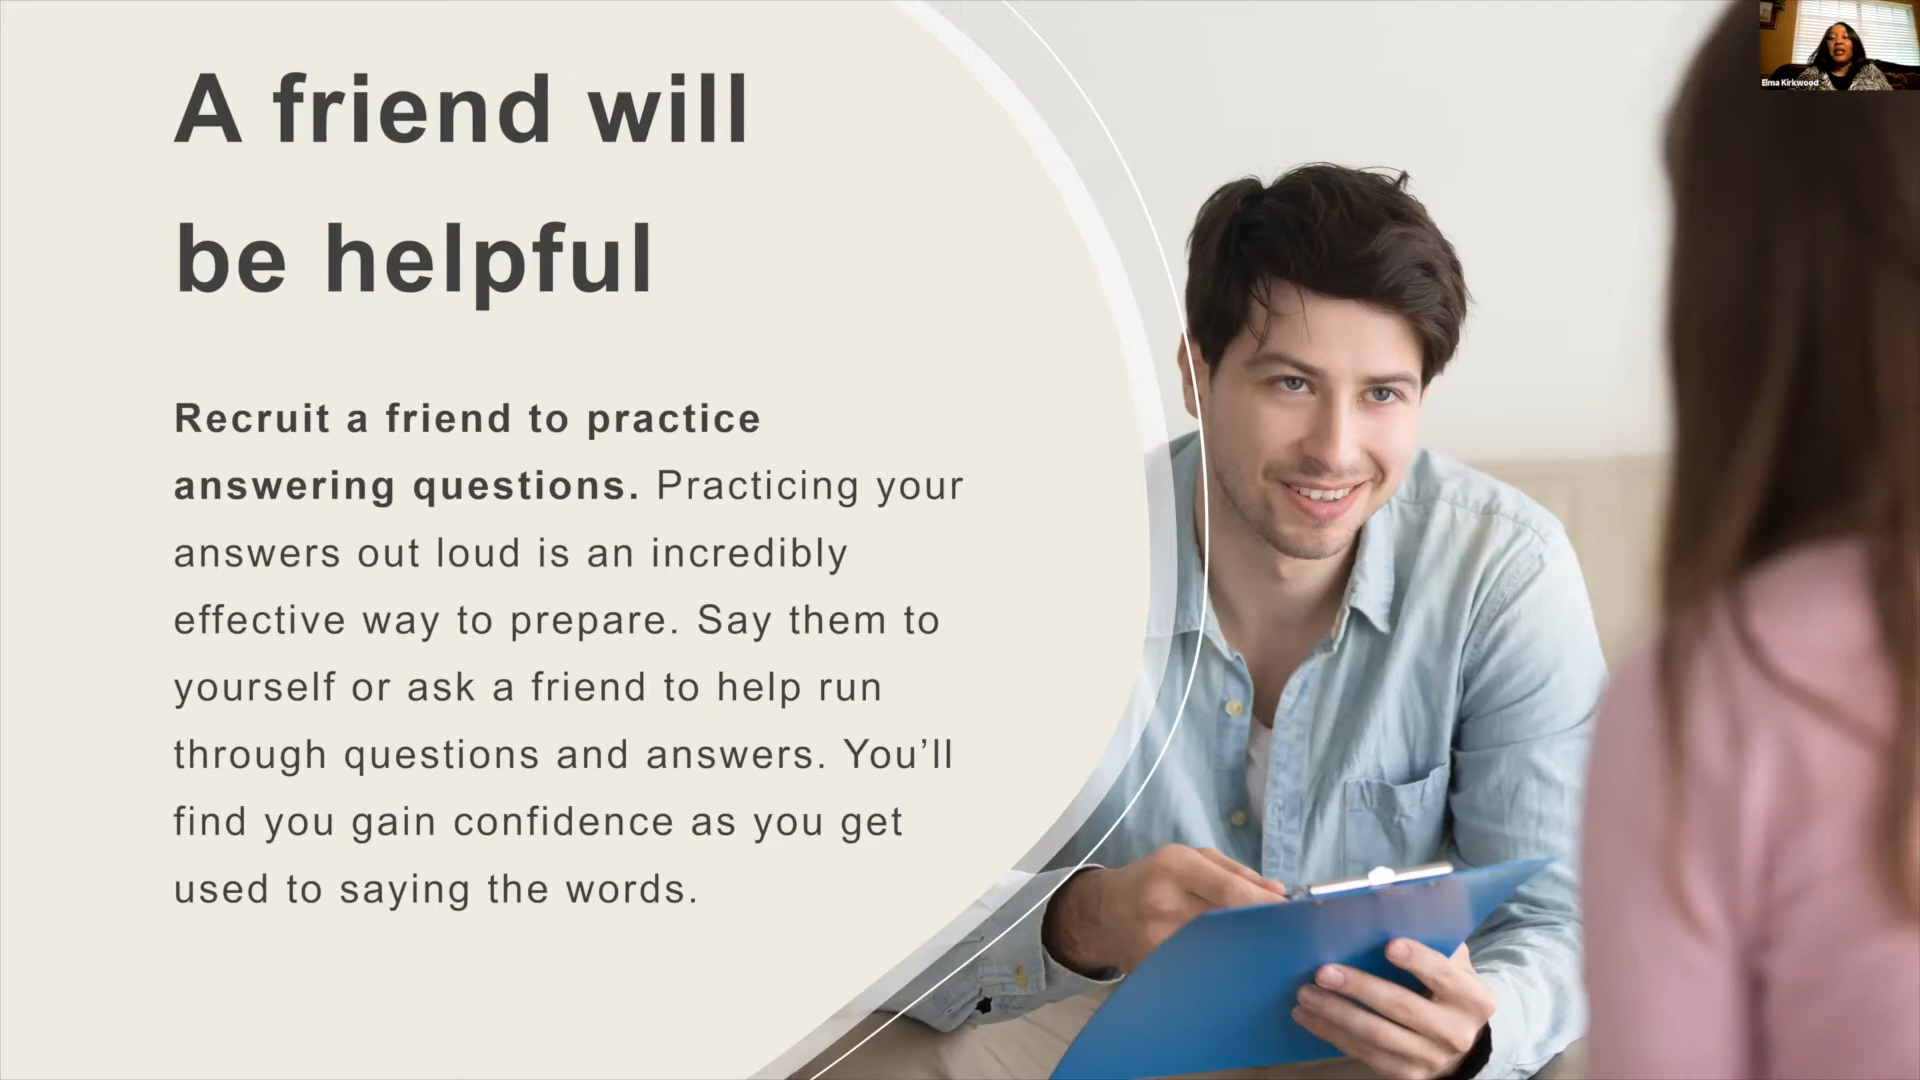 A friend will
be helpful
Recruit a friend to practice
answering questions. Practicing your
answers out loud is an incredibly
effective way to prepare. Say them to
yourself or ask a friend to help run
through questions and answers. You’ll
find you gain confidence as you get
used to saying the words.
Elma Kirkwood